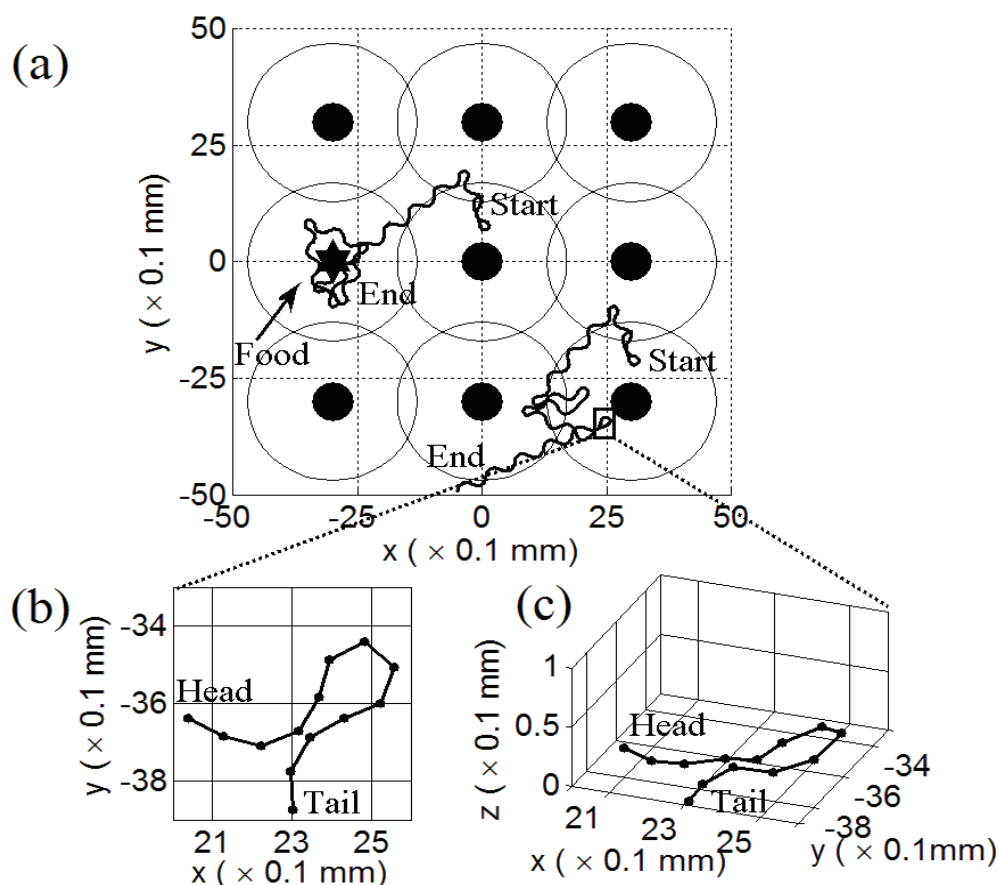 (a)
50
25
0
-25
-50
y ( × 0.1 mm)
Start
End
Food
Start
End
-50
-25
0
25
50
x ( × 0.1 mm)
(b)
-34
-36
-38
y ( × 0.1 mm)
Head
Tail
21
23
25
x ( × 0.1 mm)
(c)
1
0.5
0
z ( × 0.1 mm)
Head
Tail
21
23
25
x ( × 0.1 mm)
-34
-36
-38
y ( × 0.1mm)